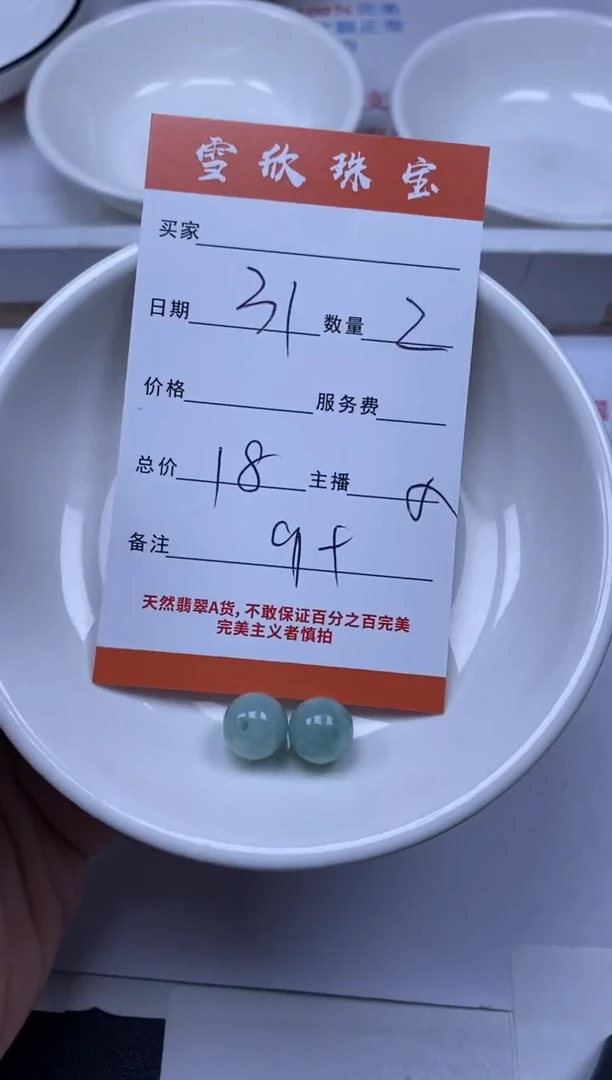 雪欣珠宝
买家
日期 31 数量 2
价格 服务费
总价 18 主播
备注 9+
天然翡翠A货,不敢保证百分之百完美
完美主义者慎拍